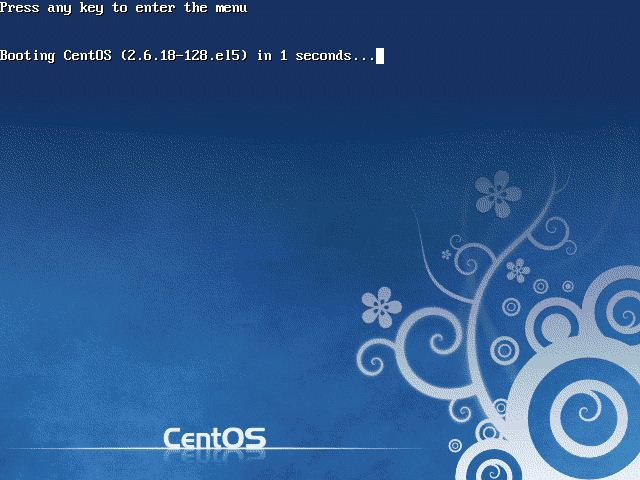 Press any key to enter the menu
Booting CentOS (2.6.18-128.el5) in 1 seconds...
CentOS